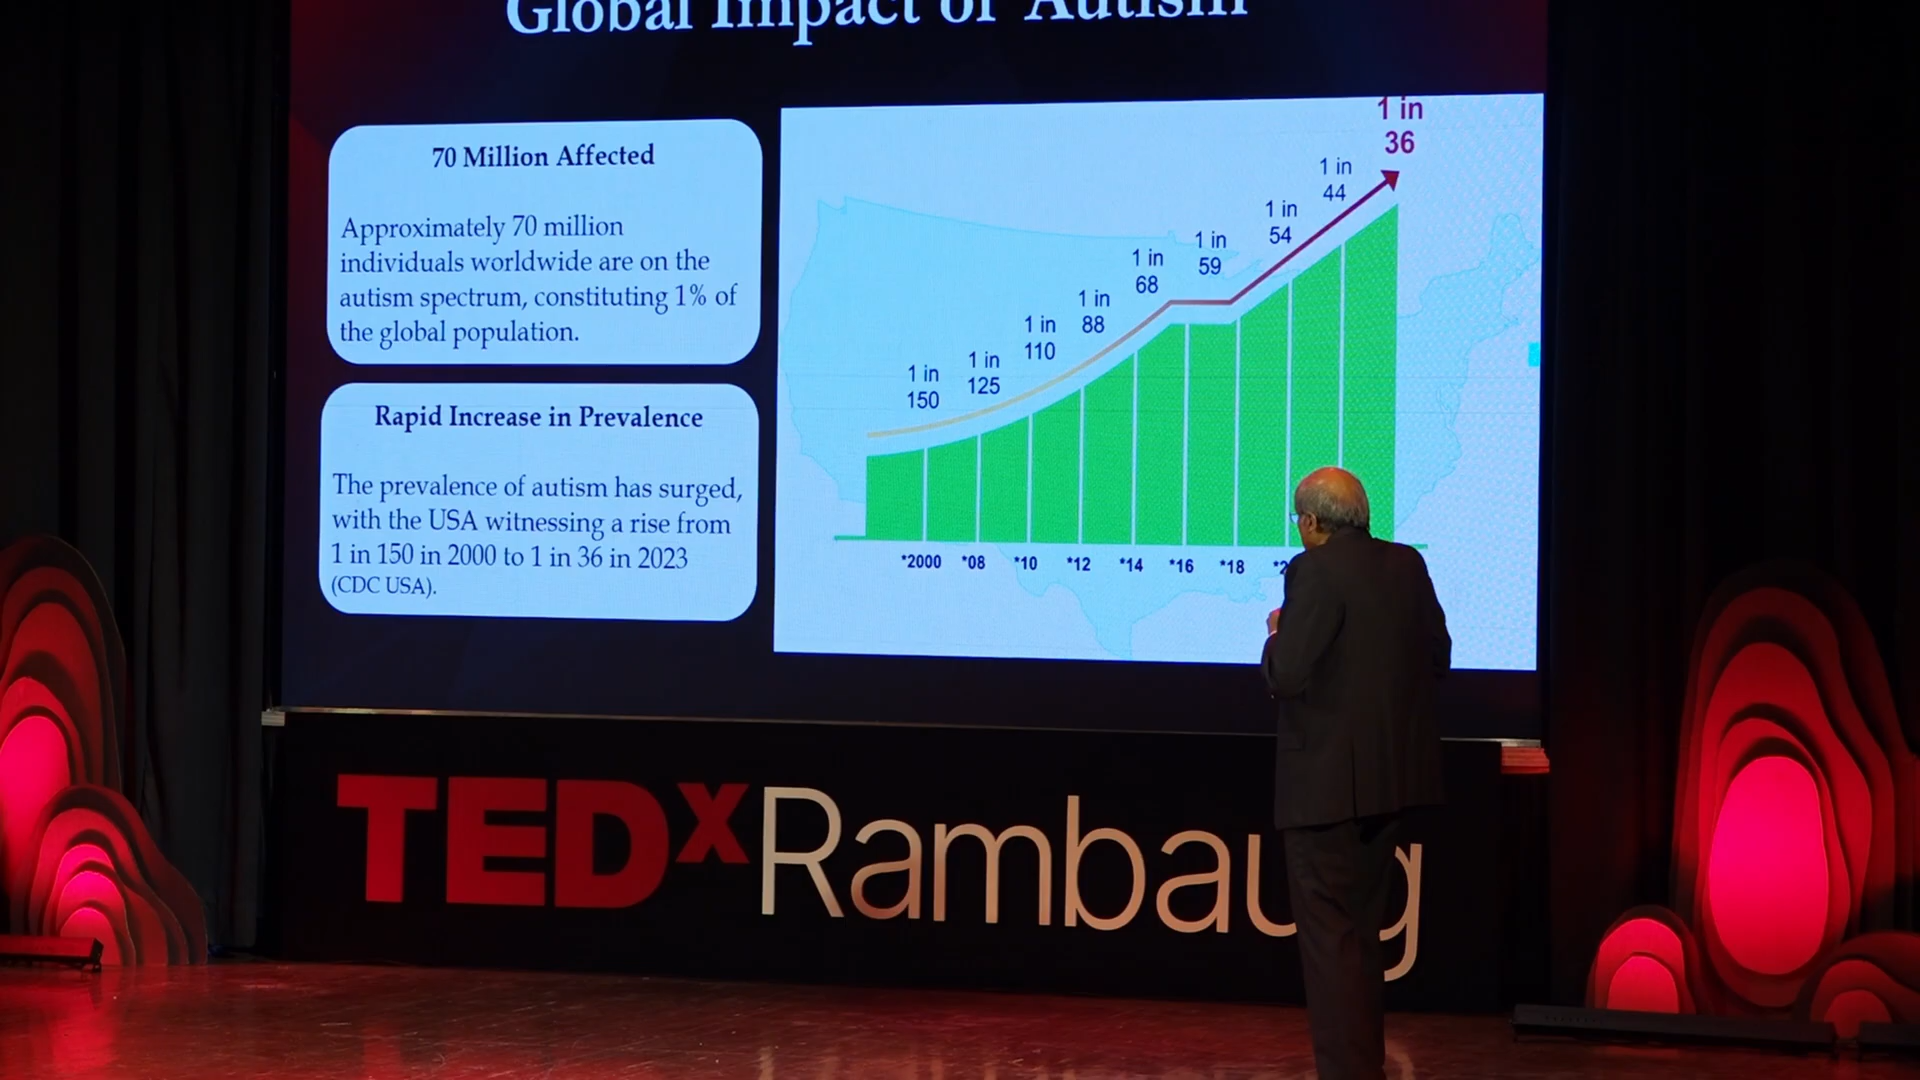 Global Impact of Autism
70 Million Affected
Approximately 70 million
individuals worldwide are on the
autism spectrum, constituting 1% of
the global population.
Rapid Increase in Prevalence
The prevalence of autism has surged,
with the USA witnessing a rise from
1 in 150 in 2000 to 1 in 36 in 2023
(CDC USA).
1 in
150
1 in
125
1 in
110
1 in
88
1 in
68
1 in
59
1 in
54
1 in
44
1 in
36
*2000 *08 *10 *12 *14 *16 *18
TEDxRambaug